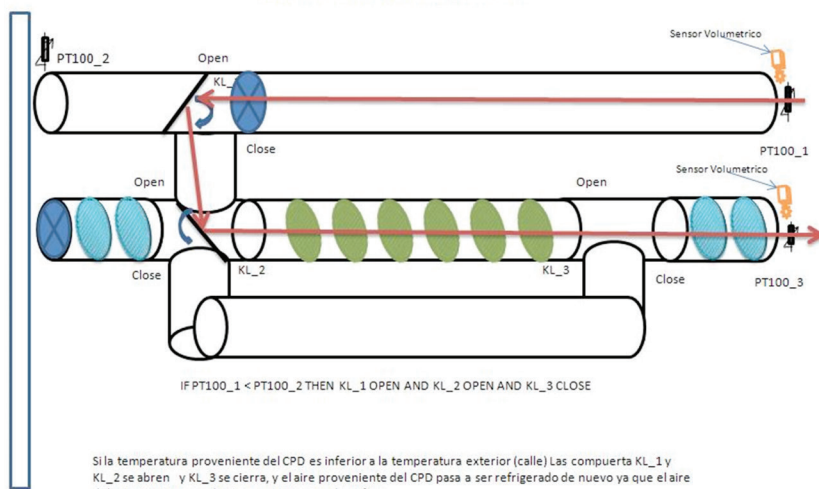 Sensor Volumetrico
PT100_2
Open
KL_
Close
PT100_1
Sensor Volumetrico
Open
Open
Close
KL_2
KL_3
Close
PT100_3
IF PT100_1 < PT100_2 THEN KL_1 OPEN AND KL_2 OPEN AND KL_3 CLOSE
Si la temperatura proveniente del CPD es inferior a la temperatura exterior (calle) Las compuerta KL_1 y
KL_2 se abren y KL_3 se cierra, y el aire proveniente del CPD pasa a ser refrigerado de nuevo ya que el aire